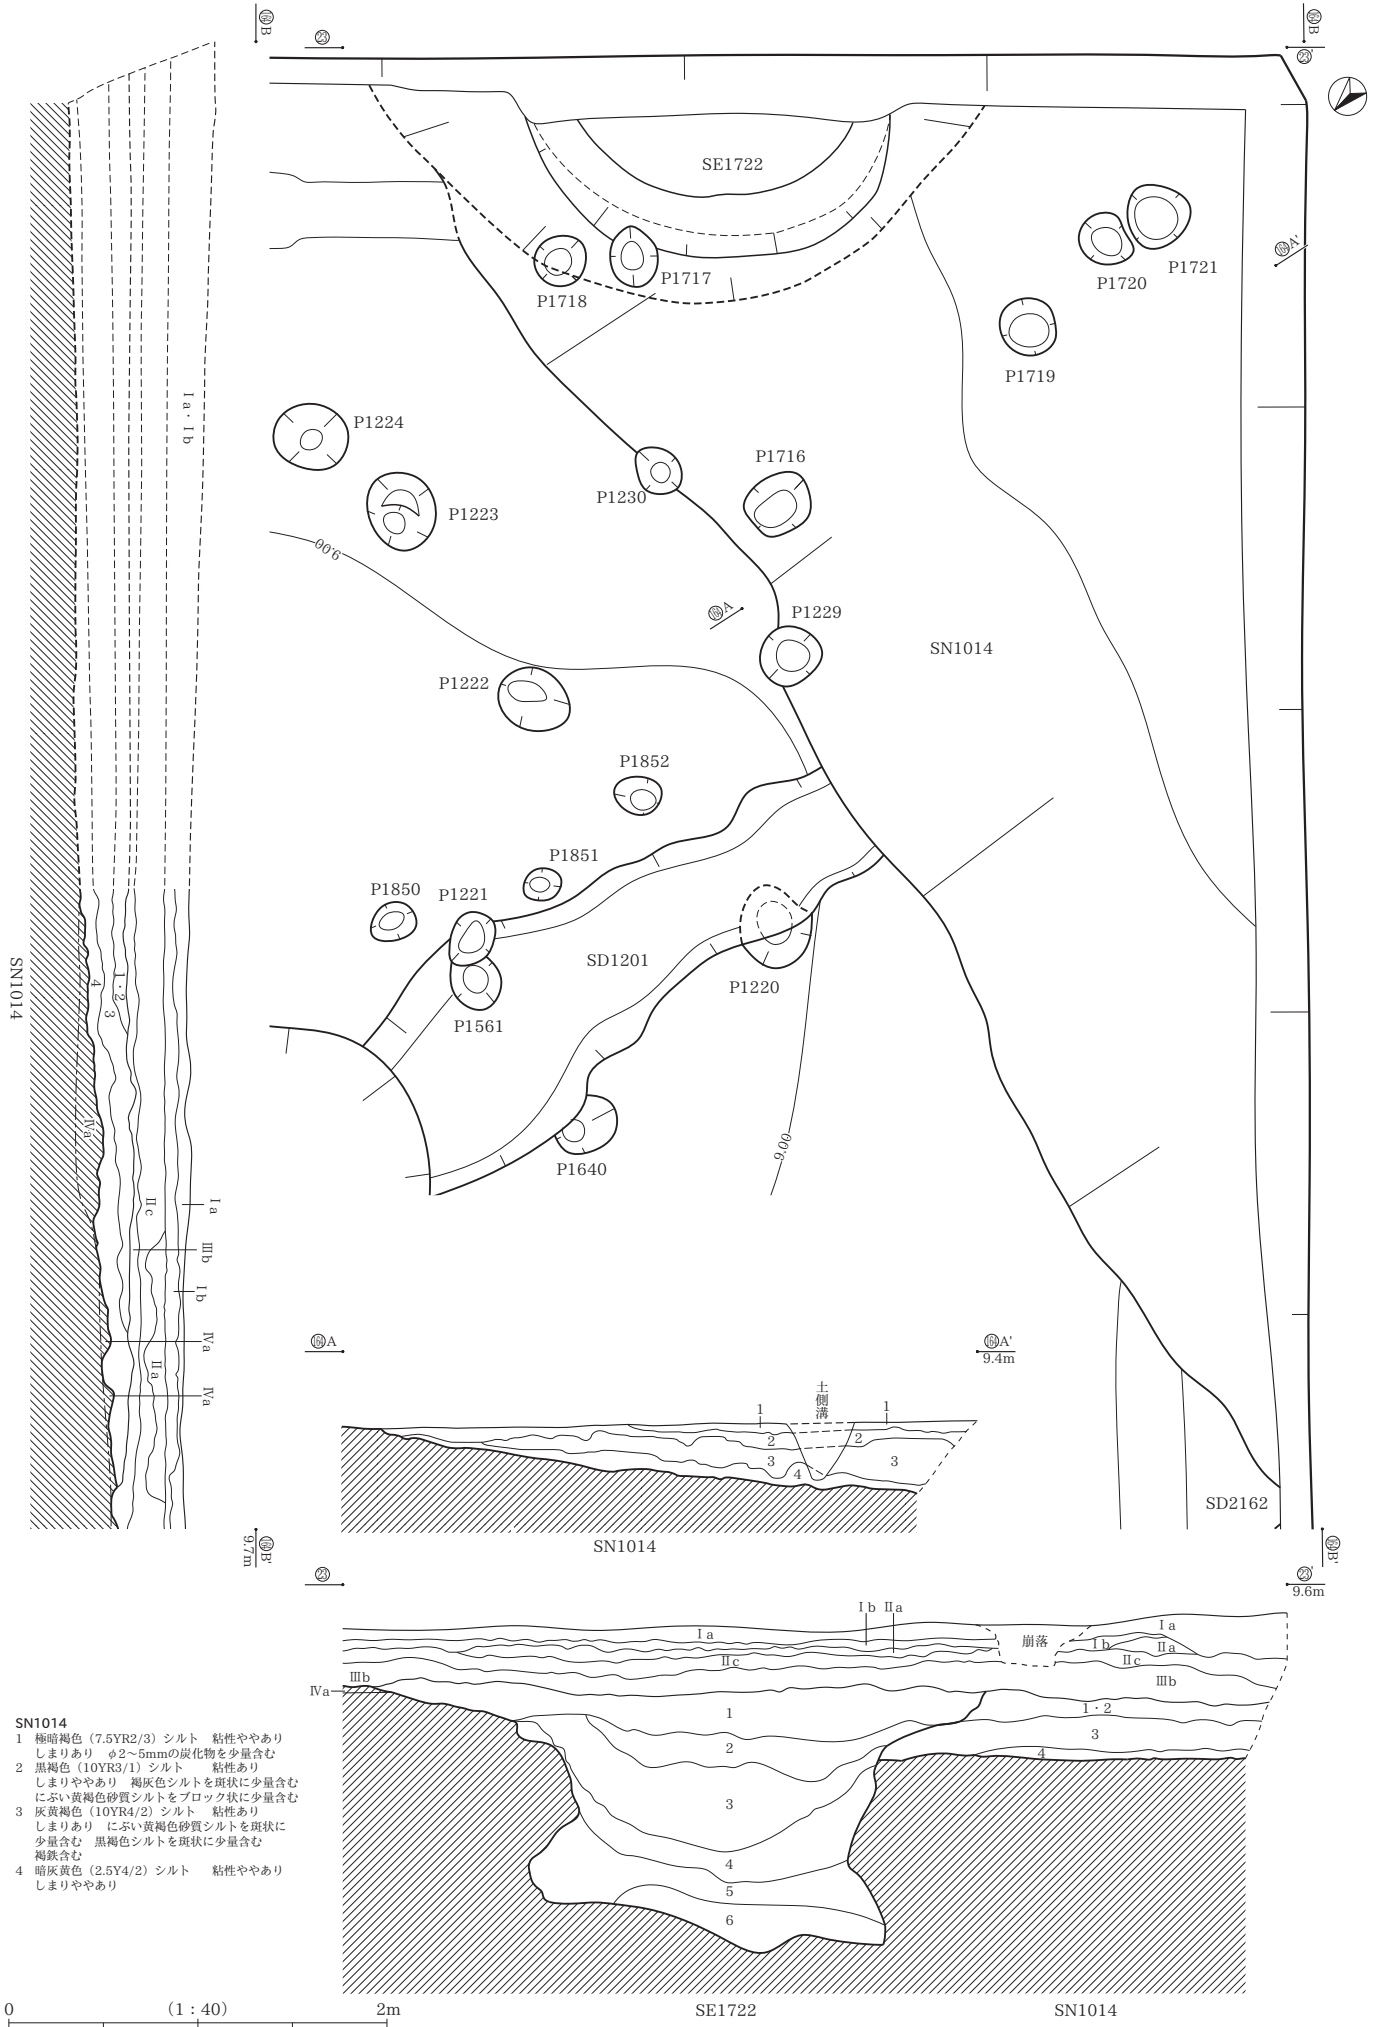 ⑯④B
㉓
⑯④B
㉓'
SE1722
P1718
P1717
P1720
P1721
⑯④A'
P1719
Ⅰa・Ⅰb
P1224
P1223
P1230
P1716
9.00
⑯④A
P1229
SN1014
P1222
P1852
P1851
P1850
P1221
SD1201
P1220
P1561
SN1014
4
3
1・2
Ⅳa
9.00
P1640
Ⅱc
Ⅰa
Ⅲb
Ⅰb
Ⅳa
Ⅱa
Ⅳa
⑯④A
⑯④A'
9.4m
土側溝
1
1
2
2
3
3
4
SN1014
SD2162
⑯④B'
9.7m
⑯④B'
㉓
㉓'
9.6m
Ⅰb Ⅱa
Ⅰa
崩落
Ⅰa
Ⅰb
Ⅱa
Ⅱc
Ⅱc
Ⅲb
Ⅲb
Ⅳa
1
1・2
2
3
4
3
4
5
6
SN1014
1 極暗褐色（7.5YR2/3）シルト 粘性ややあり
しまりあり φ2〜5mmの炭化物を少量含む
2 黒褐色（10YR3/1）シルト 粘性あり
しまりややあり 褐灰色シルトを斑状に少量含む
にぶい黄褐色砂質シルトをブロック状に少量含む
3 灰黄褐色（10YR4/2）シルト 粘性あり
しまりあり にぶい黄褐色砂質シルトを斑状に
少量含む 黒褐色シルトを斑状に少量含む
褐鉄含む
4 暗灰黄色（2.5Y4/2）シルト 粘性ややあり
しまりややあり
0 （1：40） 2m
SE1722
SN1014